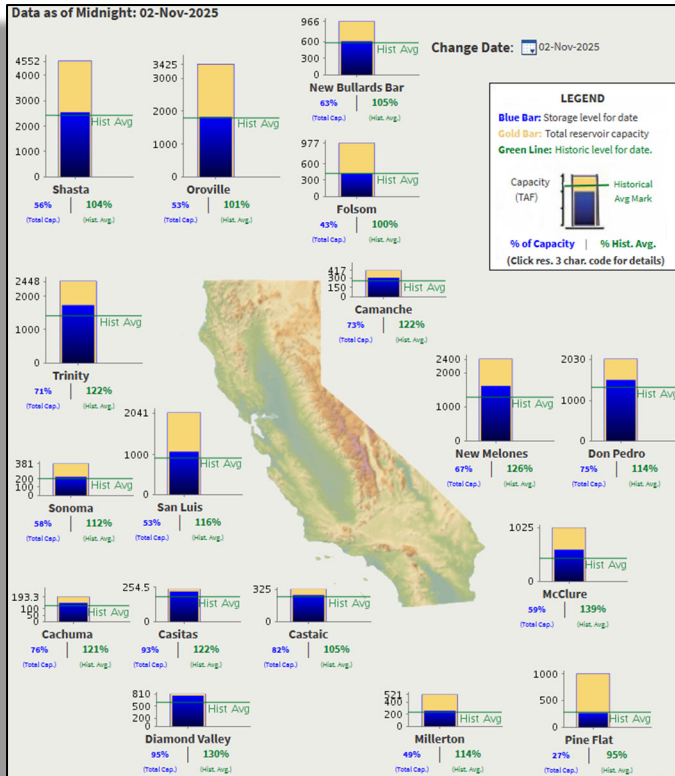 Data as of Midnight: 02-Nov-2025
966
600
300
0
Hist Avg
New Bullards Bar
63% | 105%
(Total Cap.) (Hist. Avg.)
Change Date: 02-Nov-2025
4552
4000
3000
2000
1000
0
Hist Avg
Shasta
56% | 104%
(Total Cap.) (Hist. Avg.)
3425
2000
1000
0
Hist Avg
Oroville
53% | 101%
(Total Cap.) (Hist. Avg.)
LEGEND
Blue Bar: Storage level for date
Gold Bar: Total reservoir capacity
Green Line: Historic level for date.
Capacity
(TAF)
Historical
Avg Mark
% of Capacity | % Hist. Avg.
(Click res. 3 char. code for details)
977
600
300
0
Hist Avg
Folsom
43% | 100%
(Total Cap.) (Hist. Avg.)
417
300
150
0
Hist Avg
Camanche
73% | 122%
(Total Cap.) (Hist. Avg.)
2448
1000
0
Hist Avg
Trinity
71% | 122%
(Total Cap.) (Hist. Avg.)
2400
2000
1000
0
Hist Avg
New Melones
67% | 126%
(Total Cap.) (Hist. Avg.)
2030
1000
0
Hist Avg
Don Pedro
75% | 114%
(Total Cap.) (Hist. Avg.)
381
200
100
0
Hist Avg
Sonoma
58% | 112%
(Total Cap.) (Hist. Avg.)
2041
1000
0
Hist Avg
San Luis
53% | 116%
(Total Cap.) (Hist. Avg.)
1025
500
0
Hist Avg
McClure
59% | 139%
(Total Cap.) (Hist. Avg.)
193.3
100
50
0
Hist Avg
Cachuma
76% | 121%
(Total Cap.) (Hist. Avg.)
254.5
0
Hist Avg
Casitas
93% | 122%
(Total Cap.) (Hist. Avg.)
325
0
Hist Avg
Castaic
82% | 105%
(Total Cap.) (Hist. Avg.)
810
500
200
0
Hist Avg
Diamond Valley
95% | 130%
(Total Cap.) (Hist. Avg.)
521
400
200
0
Hist Avg
Millerton
49% | 114%
(Total Cap.) (Hist. Avg.)
1000
500
0
Hist Avg
Pine Flat
27% | 95%
(Total Cap.) (Hist. Avg.)